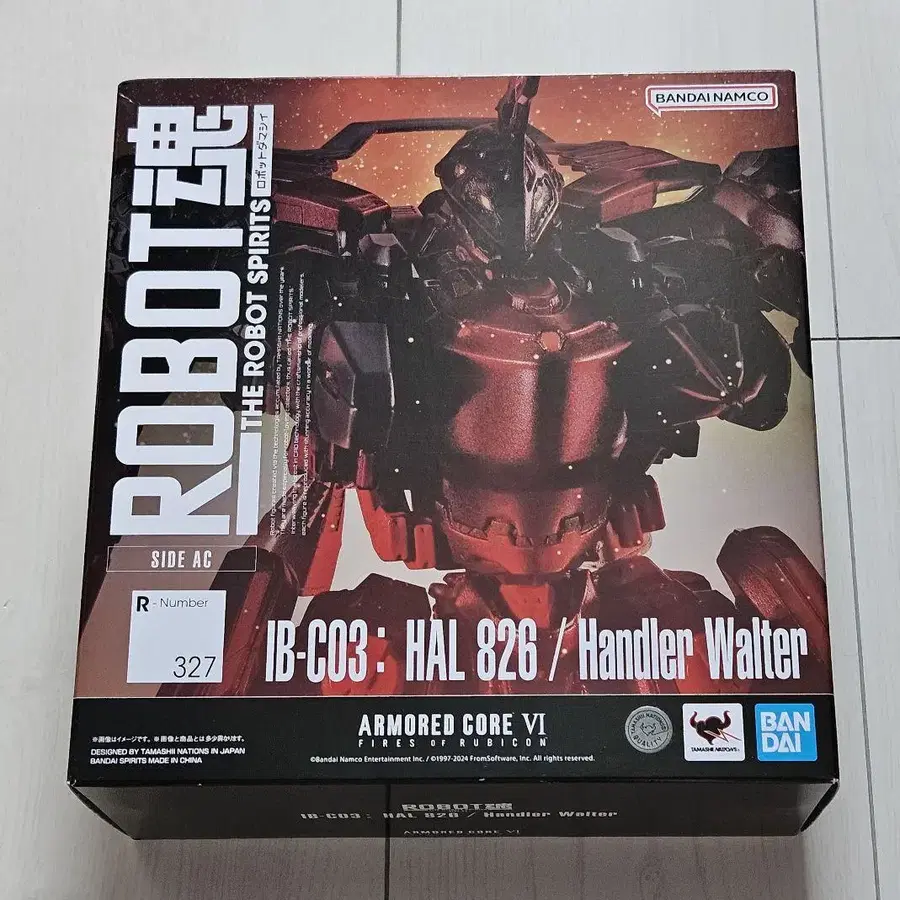 BANDAI NAMCO
ROBOT魂
ロボットダマシイ
THE ROBOT SPIRITS
SIDE AC
R - Number
327
IB-C03: HAL 826 / Handler Walter
ARMORED CORE VI
FIRES OF RUBICON
©Bandai Namco Entertainment Inc. / ©1997-2024 FromSoftware, Inc. All rights reserved.
※画像はイメージです。※画像と商品とは多少異なります。
DESIGNED BY TAMASHII NATIONS IN JAPAN
BANDAI SPIRITS MADE IN CHINA
TAMASHII NATIONS
QUALITY
TAMASHII NATIONS
BAN
DAI
ROBOT魂
IB-C03: HAL 826 / Handler Walter
ARMORED CORE VI